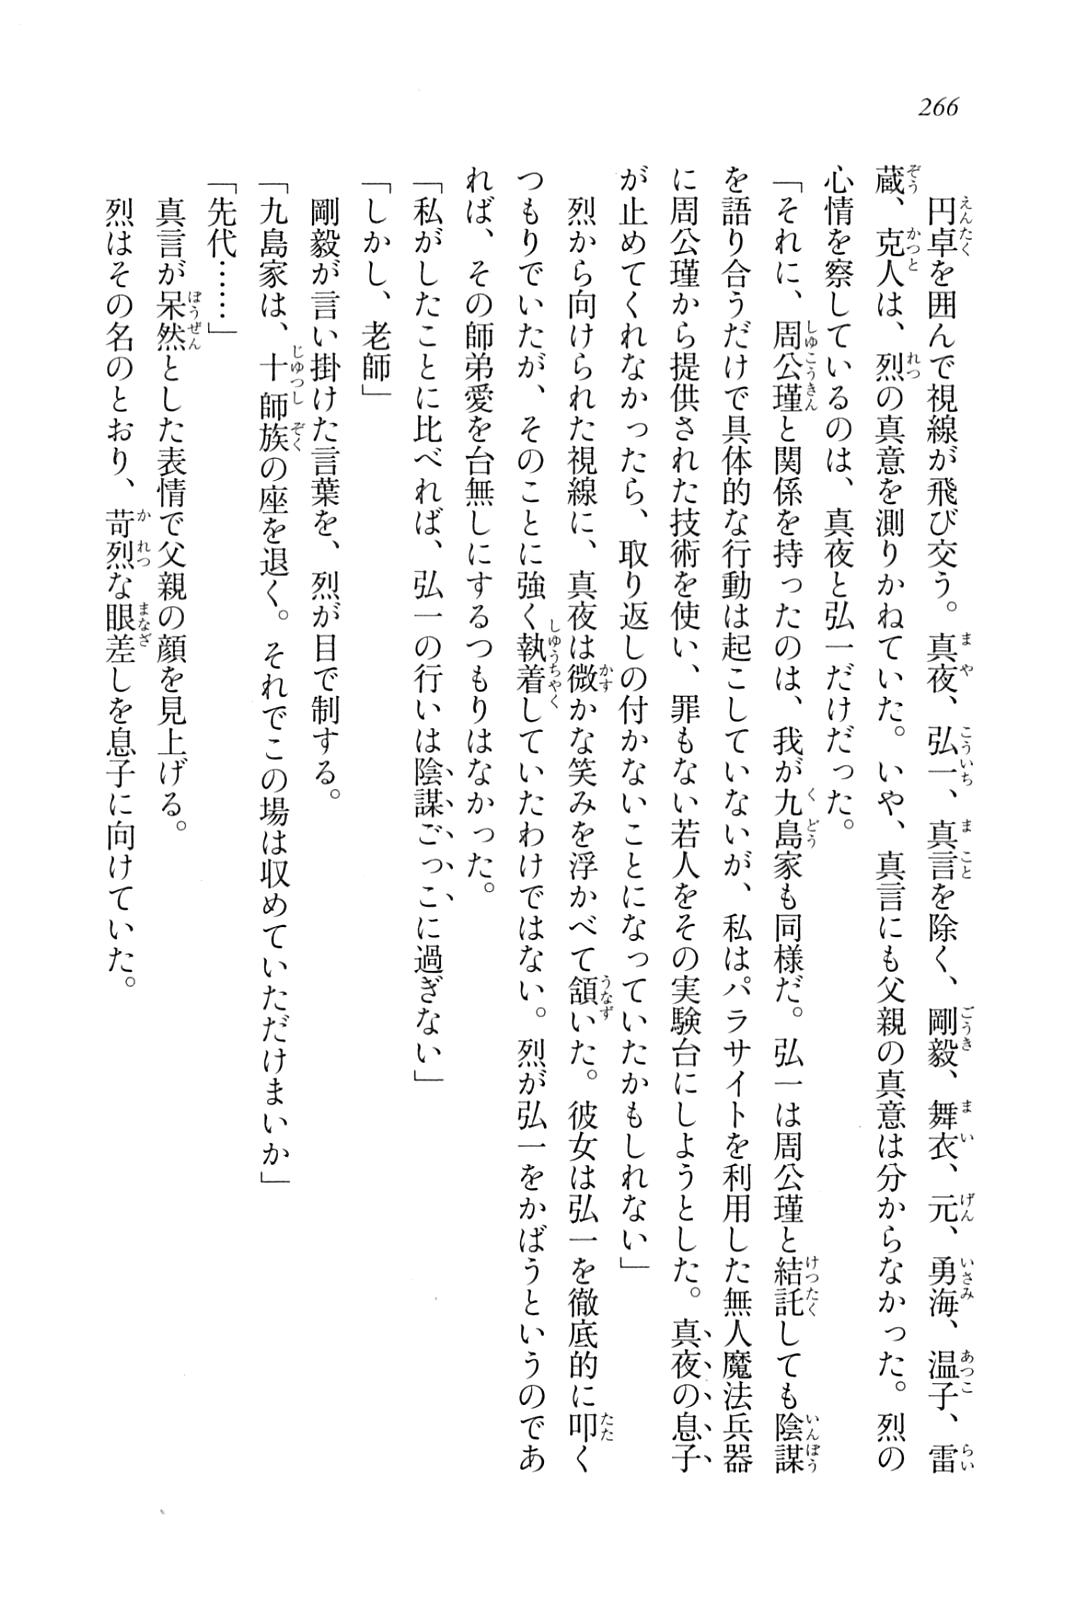 266
円卓を囲んで視線が飛び交う。真夜、弘一、真言を除く、剛毅、舞衣、元、勇海、温子、雷
蔵、克人は、烈の真意を測りかねていた。いや、真言にも父親の真意は分からなかった。烈の
心情を察しているのは、真夜と弘一だけだった。
「それに、周公瑾と関係を持ったのは、我が九島家も同様だ。弘一は周公瑾と結託しても陰謀
を語り合うだけで具体的な行動は起こしていないが、私はパラサイトを利用した無人魔法兵器
に周公瑾から提供された技術を使い、罪もない若人をその実験台にしようとした。真夜の息子
が止めてくれなかったら、取り返しの付かないことになっていたかもしれない」
烈から向けられた視線に、真夜は微かな笑みを浮かべて頷いた。彼女は弘一を徹底的に叩く
つもりでいたが、そのことに強く執着していたわけではない。烈が弘一をかばうというのであ
れば、その師弟愛を台無しにするつもりはなかった。
「私がしたことに比べれば、弘一の行いは陰謀ごっこに過ぎない」
「しかし、老師」
剛毅が言い掛けた言葉を、烈が目で制する。
「九島家は、十師族の座を退く。それでこの場は収めていただけまいか」
「先代……」
真言が呆然とした表情で父親の顔を見上げる。
烈はその名のとおり、苛烈な眼差しを息子に向けていた。